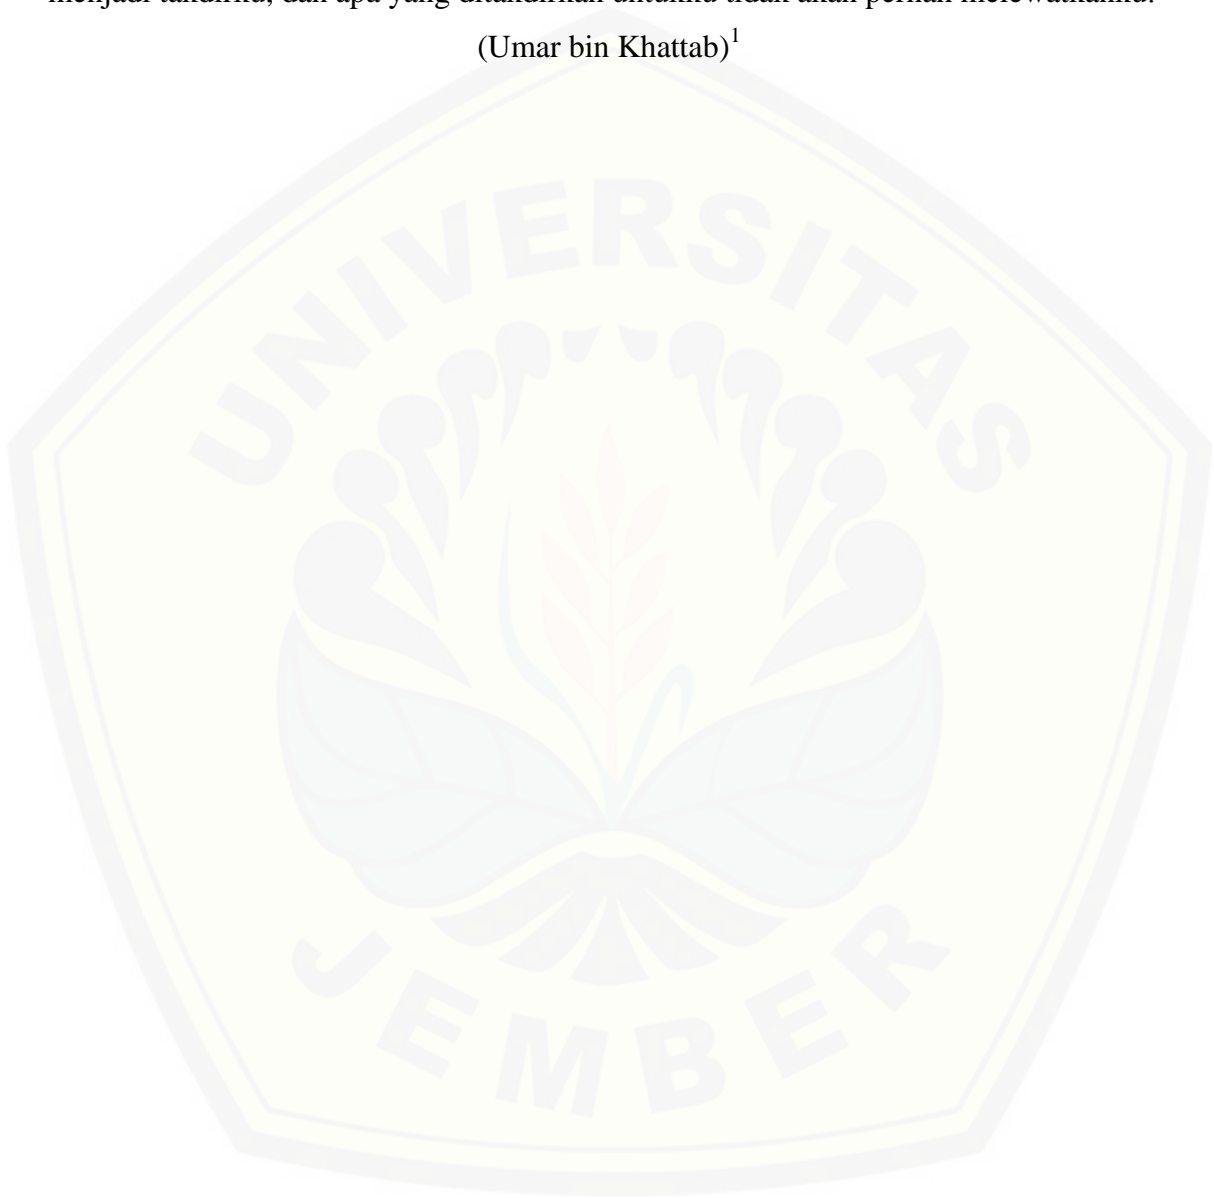 menjadi takdirku, dan apa yang ditakdirkan untukku tidak akan pernah melewatkanku.
(Umar bin Khattab)1
UNIVERSITAS
JEMBER